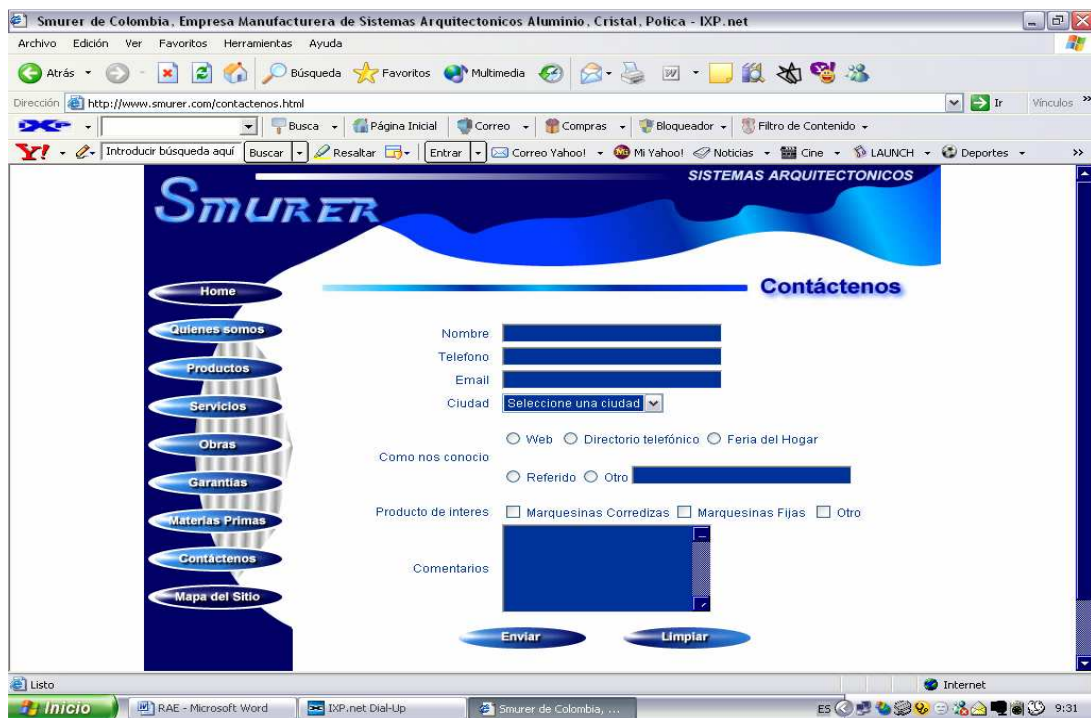 Smurer de Colombia, Empresa Manufacturera de Sistemas Arquitectonicos Aluminio, Cristal, Polica - IXP.net
Archivo Edición Ver Favoritos Herramientas Ayuda
Atrás Búsqueda Favoritos Multimedia
Dirección http://www.smurer.com/contactenos.html Ir Vínculos »
Busca Página Inicial Correo Compras Bloqueador Filtro de Contenido
Y! Introducir búsqueda aquí Buscar Resaltar Entrar Correo Yahoo! Mi Yahoo! Noticias Cine LAUNCH Deportes »
SISTEMAS ARQUITECTONICOS
SMURER
Contáctenos
Home
Quienes somos
Productos
Servicios
Obras
Garantías
Materias Primas
Contáctenos
Mapa del Sitio
Nombre
Telefono
Email
Ciudad Seleccione una ciudad
Como nos conocio
Web Directorio telefónico Feria del Hogar
Referido Otro
Producto de interes Marquesinas Corredizas Marquesinas Fijas Otro
Comentarios
Enviar Limpiar
Listo Internet
Inicio RAE - Microsoft Word IXP.net Dial-Up Smurer de Colombia, ... ES 9:31